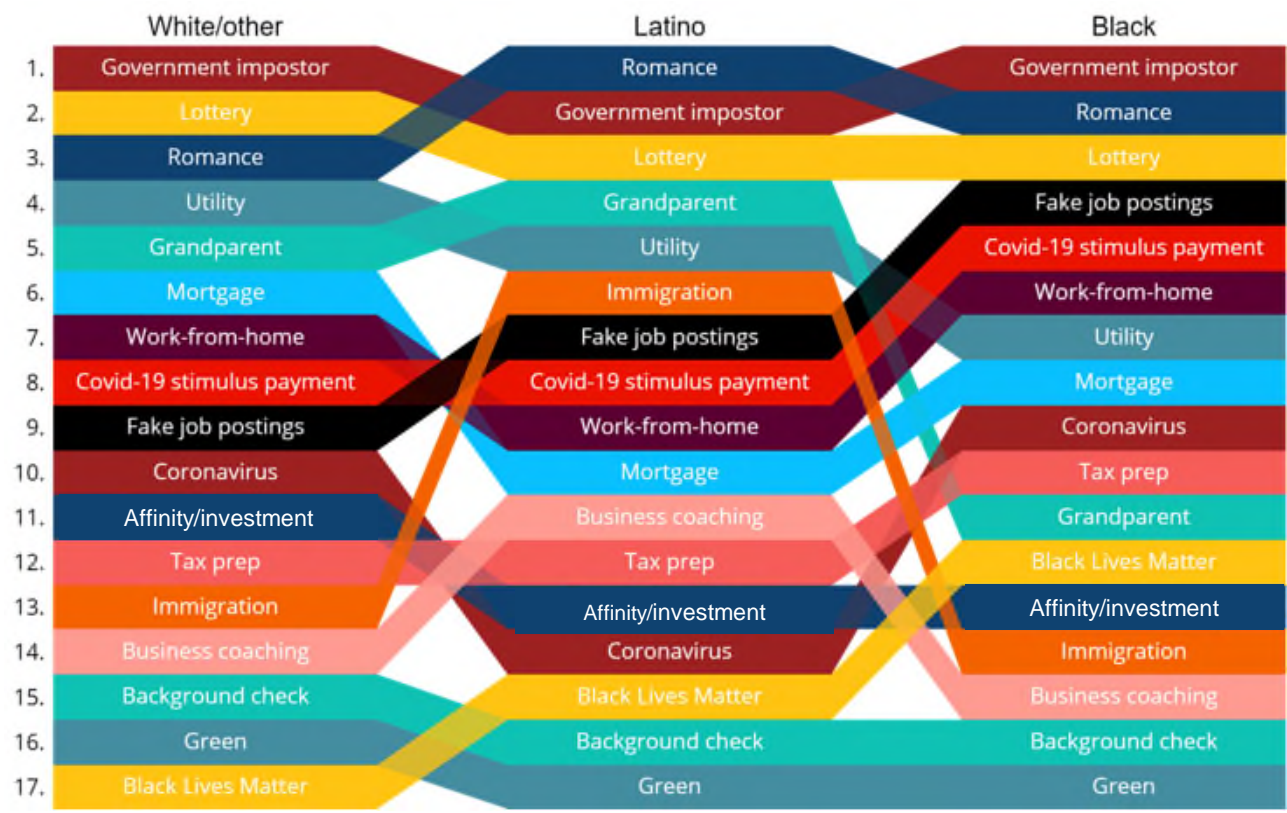 White/other Latino Black
1. Government impostor Romance Government impostor
2. Lottery Government impostor Romance
3. Romance Lottery Lottery
4. Utility Grandparent Fake job postings
5. Grandparent Utility Covid-19 stimulus payment
6. Mortgage Immigration Work-from-home
7. Work-from-home Fake job postings Utility
8. Covid-19 stimulus payment Covid-19 stimulus payment Mortgage
9. Fake job postings Work-from-home Coronavirus
10. Coronavirus Mortgage Tax prep
11. Affinity/investment Business coaching Grandparent
12. Tax prep Tax prep Black Lives Matter
13. Immigration Affinity/investment Affinity/investment
14. Business coaching Coronavirus Immigration
15. Background check Black Lives Matter Business coaching
16. Green Background check Background check
17. Black Lives Matter Green Green